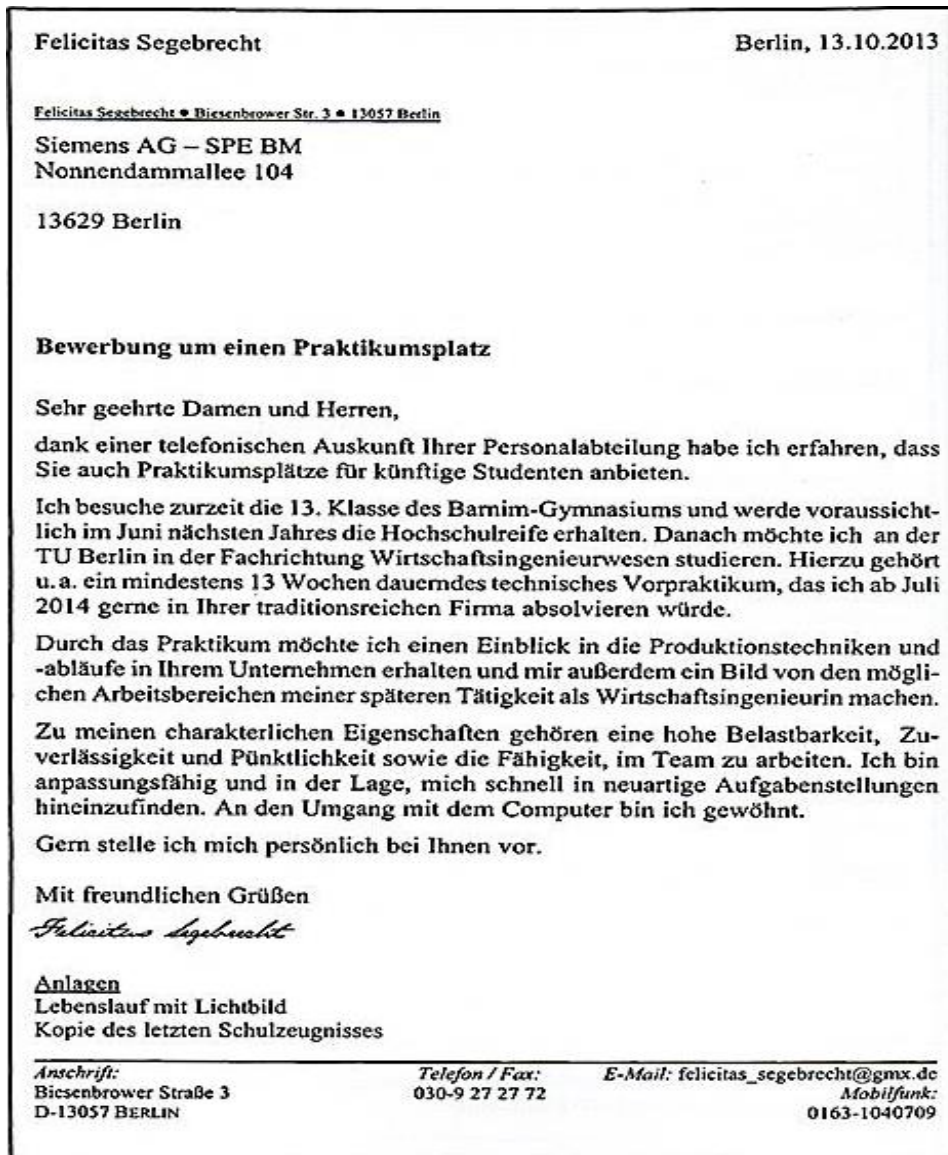 Felicitas Segebrecht Berlin, 13.10.2013
Felicitas Segebrecht • Biesenbrower Str. 3 • 13057 Berlin
Siemens AG – SPE BM
Nonnendammallee 104
13629 Berlin
Bewerbung um einen Praktikumsplatz
Sehr geehrte Damen und Herren,
dank einer telefonischen Auskunft Ihrer Personalabteilung habe ich erfahren, dass
Sie auch Praktikumsplätze für künftige Studenten anbieten.
Ich besuche zurzeit die 13. Klasse des Barnim-Gymnasiums und werde voraussicht-
lich im Juni nächsten Jahres die Hochschulreife erhalten. Danach möchte ich an der
TU Berlin in der Fachrichtung Wirtschaftsingenieurwesen studieren. Hierzu gehört
u. a. ein mindestens 13 Wochen dauerndes technisches Vorpraktikum, das ich ab Juli
2014 gerne in Ihrer traditionsreichen Firma absolvieren würde.
Durch das Praktikum möchte ich einen Einblick in die Produktionstechniken und
-abläufe in Ihrem Unternehmen erhalten und mir außerdem ein Bild von den mögli-
chen Arbeitsbereichen meiner späteren Tätigkeit als Wirtschaftsingenieurin machen.
Zu meinen charakterlichen Eigenschaften gehören eine hohe Belastbarkeit, Zu-
verlässigkeit und Pünktlichkeit sowie die Fähigkeit, im Team zu arbeiten. Ich bin
anpassungsfähig und in der Lage, mich schnell in neuartige Aufgabenstellungen
hineinzufinden. An den Umgang mit dem Computer bin ich gewöhnt.
Gern stelle ich mich persönlich bei Ihnen vor.
Mit freundlichen Grüßen
Felicitas Segebrecht
Anlagen
Lebenslauf mit Lichtbild
Kopie des letzten Schulzeugnisses
Anschrift: Telefon / Fax: E-Mail: felicitas_segebrecht@gmx.de
Biesenbrower Straße 3 030-9 27 27 72 Mobilfunk:
D-13057 BERLIN 0163-1040709